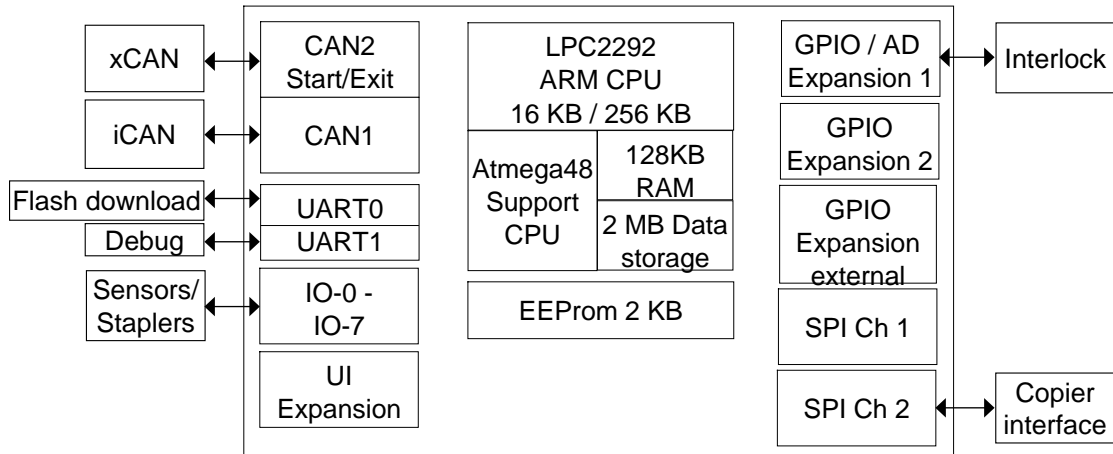 xCAN
iCAN
Flash download
Debug
Sensors/
Staplers
CAN2
Start/Exit
CAN1
UART0
UART1
IO-0 -
IO-7
UI
Expansion
LPC2292
ARM CPU
16 KB / 256 KB
Atmega48
Support
CPU
128KB
RAM
2 MB Data
storage
EEProm 2 KB
GPIO / AD
Expansion 1
GPIO
Expansion 2
GPIO
Expansion
external
SPI Ch 1
SPI Ch 2
Interlock
Copier
interface